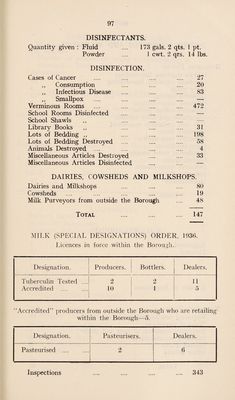 97
DISINFECTANTS.
Quantity given : Fluid ... 173 gals. 2 qts. 1 pt.
Powder ... 1 cwt. 2 qrs. 14 lbs.
DISINFECTION.
Cases of Cancer ... ... ... ... 27
,, Consumption ... ... ... 20
,, Infectious Disease ... ... ... 83
,, Smallpox ... ... ... —
Verminous Rooms ... ... ... ... 472
School Rooms Disinfected ... ... ... —
School Shawls ... ... ... —
Library Books ,, ... ... ... 31
Lots of Bedding ,, ... ... ... 198
Lots of Bedding Destroyed ... ... ... 58
Animals Destroyed ... ... ... ... 4
Miscellaneous Articles Destroyed ... ... 33
Miscellaneous Articles Disinfected ... ... —
DAIRIES, COWSHEDS AND MILKSHOPS.
Dairies and Milkshops ... ... ... 80
Cowsheds ... ... ... ... 19
Milk Purveyors from outside the Borough ... 48
TOTAL ... ... ... 147
MILK (SPECIAL DESIGNATIONS) ORDER, 1936.
Licences in force within the Borough.
Designation. Producers. Bottlers. Dealers.
Tuberculin Tested ... 2 2 11
Accredited ... ... 10 1 5
"Accredited" producers from outside the Borough who are retailing
within the Borough—5.
Designation. Pasteurisers. Dealers.
Pasteurised ... ... 2 6
Inspections ... ... ... ... 343